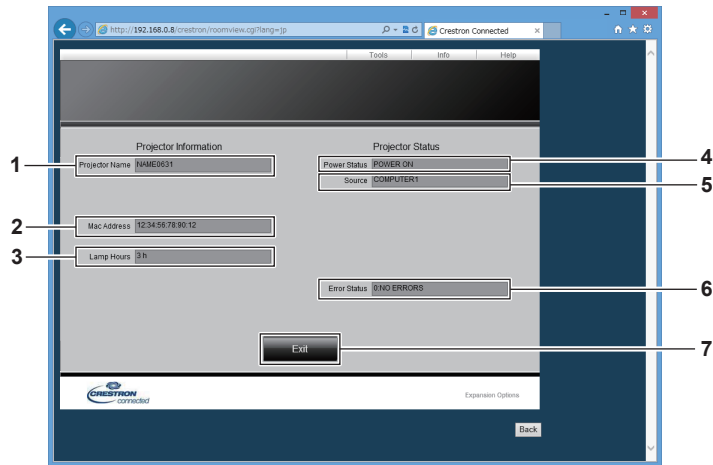 http://192.168.0.8/crestron/roomview.cgi?lang=jp
Crestron Connected
Tools Info Help
Projector Information Projector Status
1 Projector Name NAME0631 Power Status POWER ON 4
Source COMPUTER1 5
2 Mac Address 12:34:56:78:90:12
3 Lamp Hours 3 h
Error Status 0:NO ERRORS 6
Exit 7
CRESTRON
connected
Expansion Options
Back